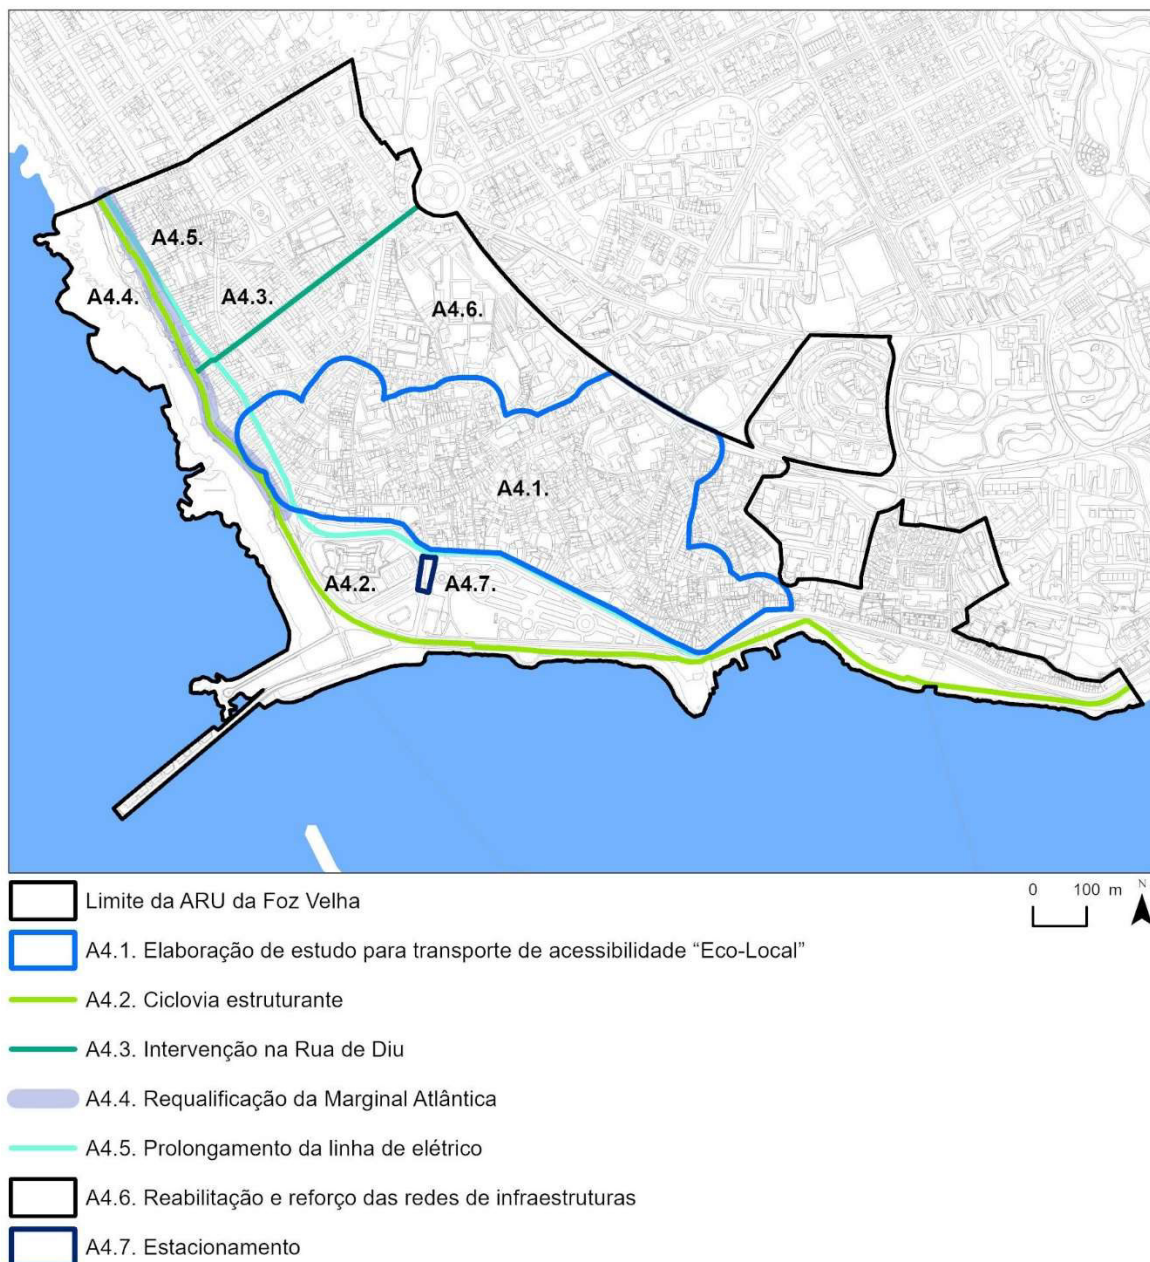 A4.5.
A4.4.
A4.3.
A4.6.
A4.1.
A4.2.
A4.7.
Limite da ARU da Foz Velha
0 100 m
N
A4.1. Elaboração de estudo para transporte de acessibilidade “Eco-Local”
A4.2. Ciclovia estruturante
A4.3. Intervenção na Rua de Diu
A4.4. Requalificação da Marginal Atlântica
A4.5. Prolongamento da linha de elétrico
A4.6. Reabilitação e reforço das redes de infraestruturas
A4.7. Estacionamento